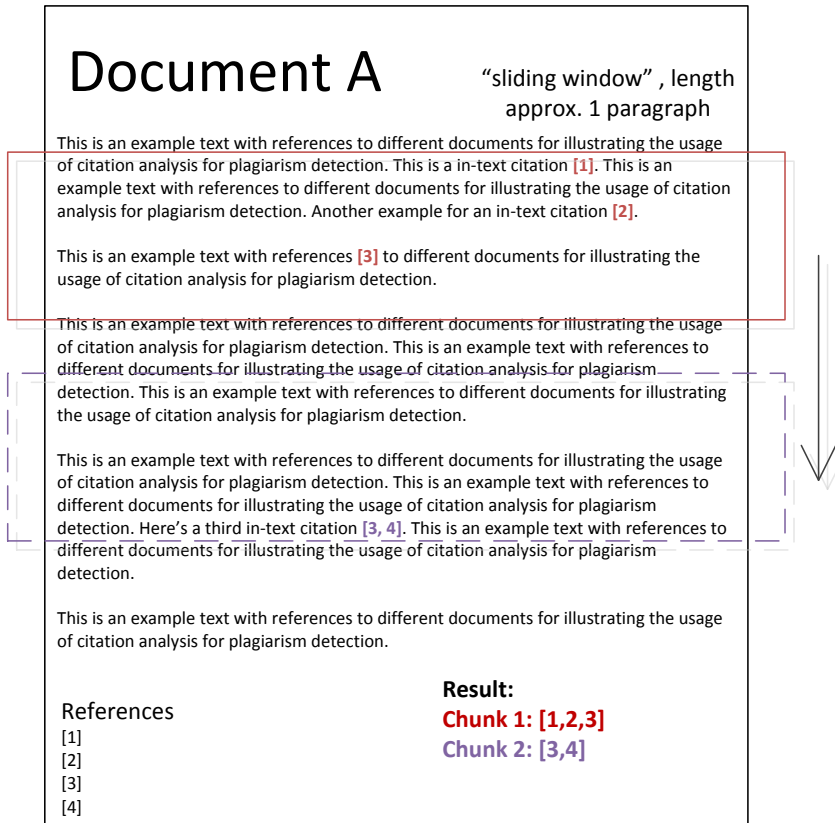 Document A
“sliding window” , length
approx. 1 paragraph
This is an example text with references to different documents for illustrating the usage
of citation analysis for plagiarism detection. This is a in-text citation [1]. This is an
example text with references to different documents for illustrating the usage of citation
analysis for plagiarism detection. Another example for an in-text citation [2].
This is an example text with references [3] to different documents for illustrating the
usage of citation analysis for plagiarism detection.
This is an example text with references to different documents for illustrating the usage
of citation analysis for plagiarism detection. This is an example text with references to
different documents for illustrating the usage of citation analysis for plagiarism
detection. This is an example text with references to different documents for illustrating
the usage of citation analysis for plagiarism detection.
This is an example text with references to different documents for illustrating the usage
of citation analysis for plagiarism detection. This is an example text with references to
different documents for illustrating the usage of citation analysis for plagiarism
detection. Here’s a third in-text citation [3, 4]. This is an example text with references to
different documents for illustrating the usage of citation analysis for plagiarism
detection.
This is an example text with references to different documents for illustrating the usage
of citation analysis for plagiarism detection.
References
[1]
[2]
[3]
[4]
Result:
Chunk 1: [1,2,3]
Chunk 2: [3,4]